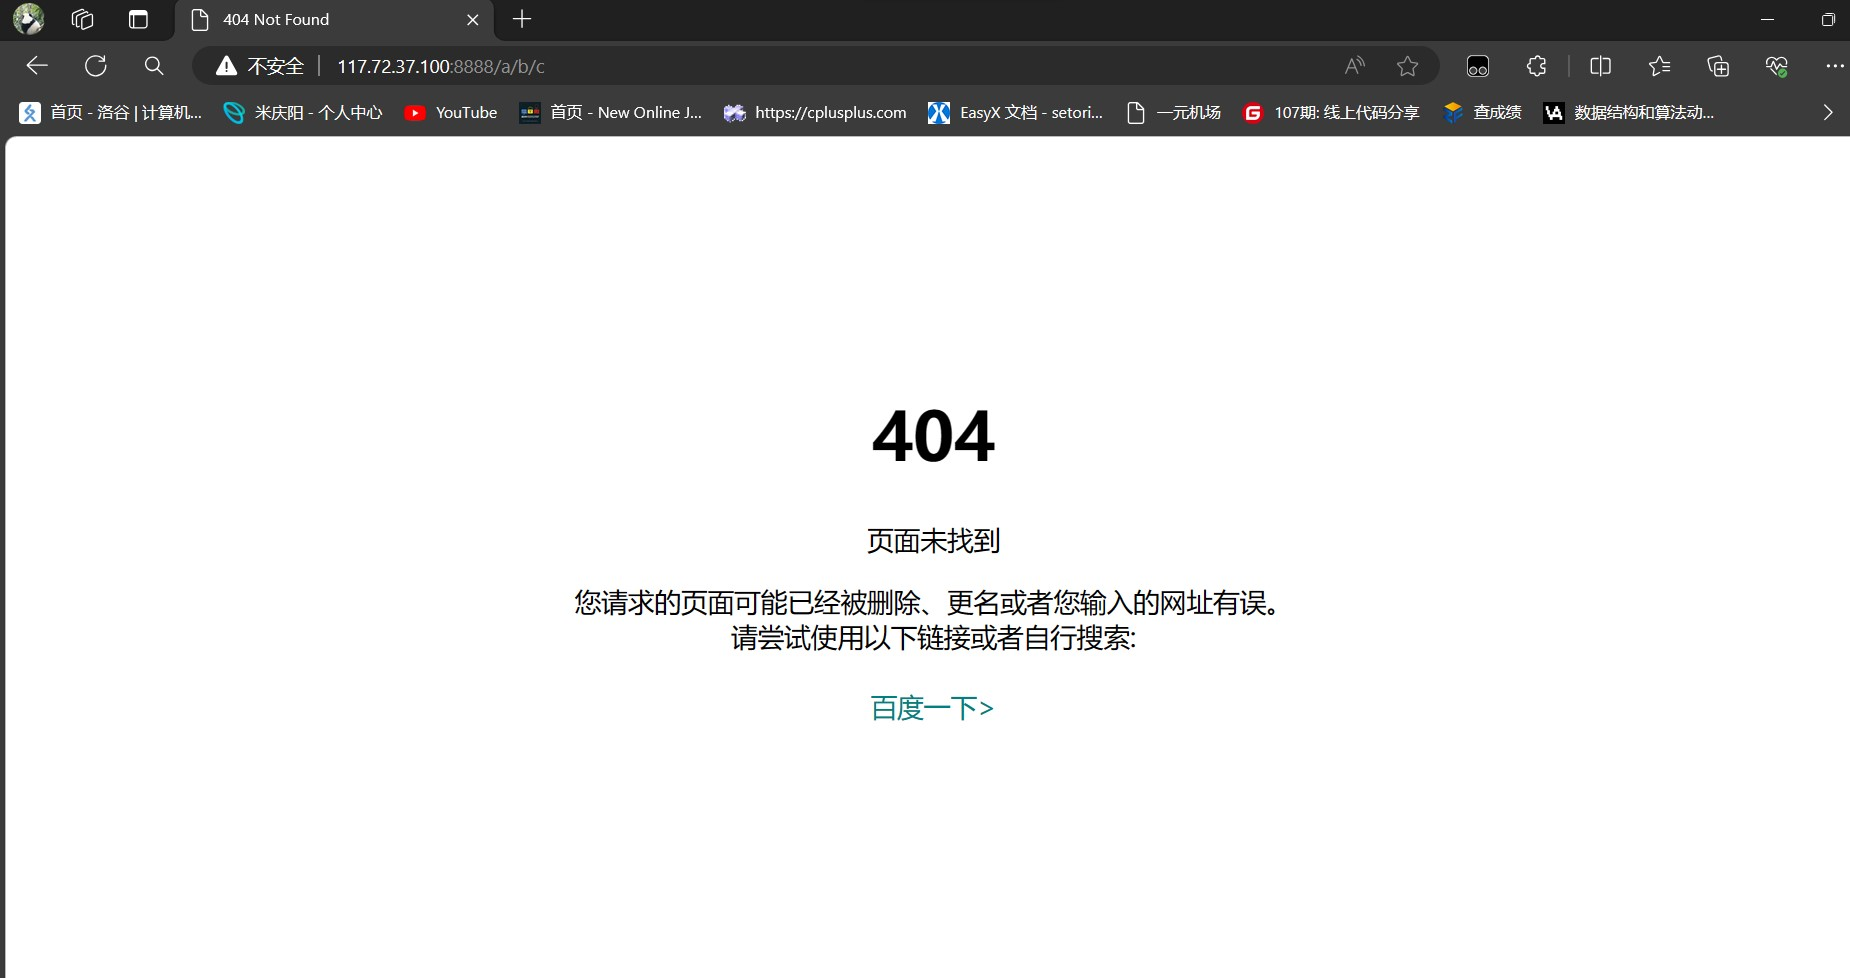 404 Not Found
不安全 117.72.37.100:8888/a/b/c
首页 - 洛谷 | 计算机... 米庆阳 - 个人中心 YouTube 首页 - New Online J... https://cplusplus.com EasyX 文档 - setori... 一元机场 107期: 线上代码分享 查成绩 数据结构和算法动...
404
页面未找到
您请求的页面可能已经被删除、更名或者您输入的网址有误。
请尝试使用以下链接或者自行搜索:
百度一下>